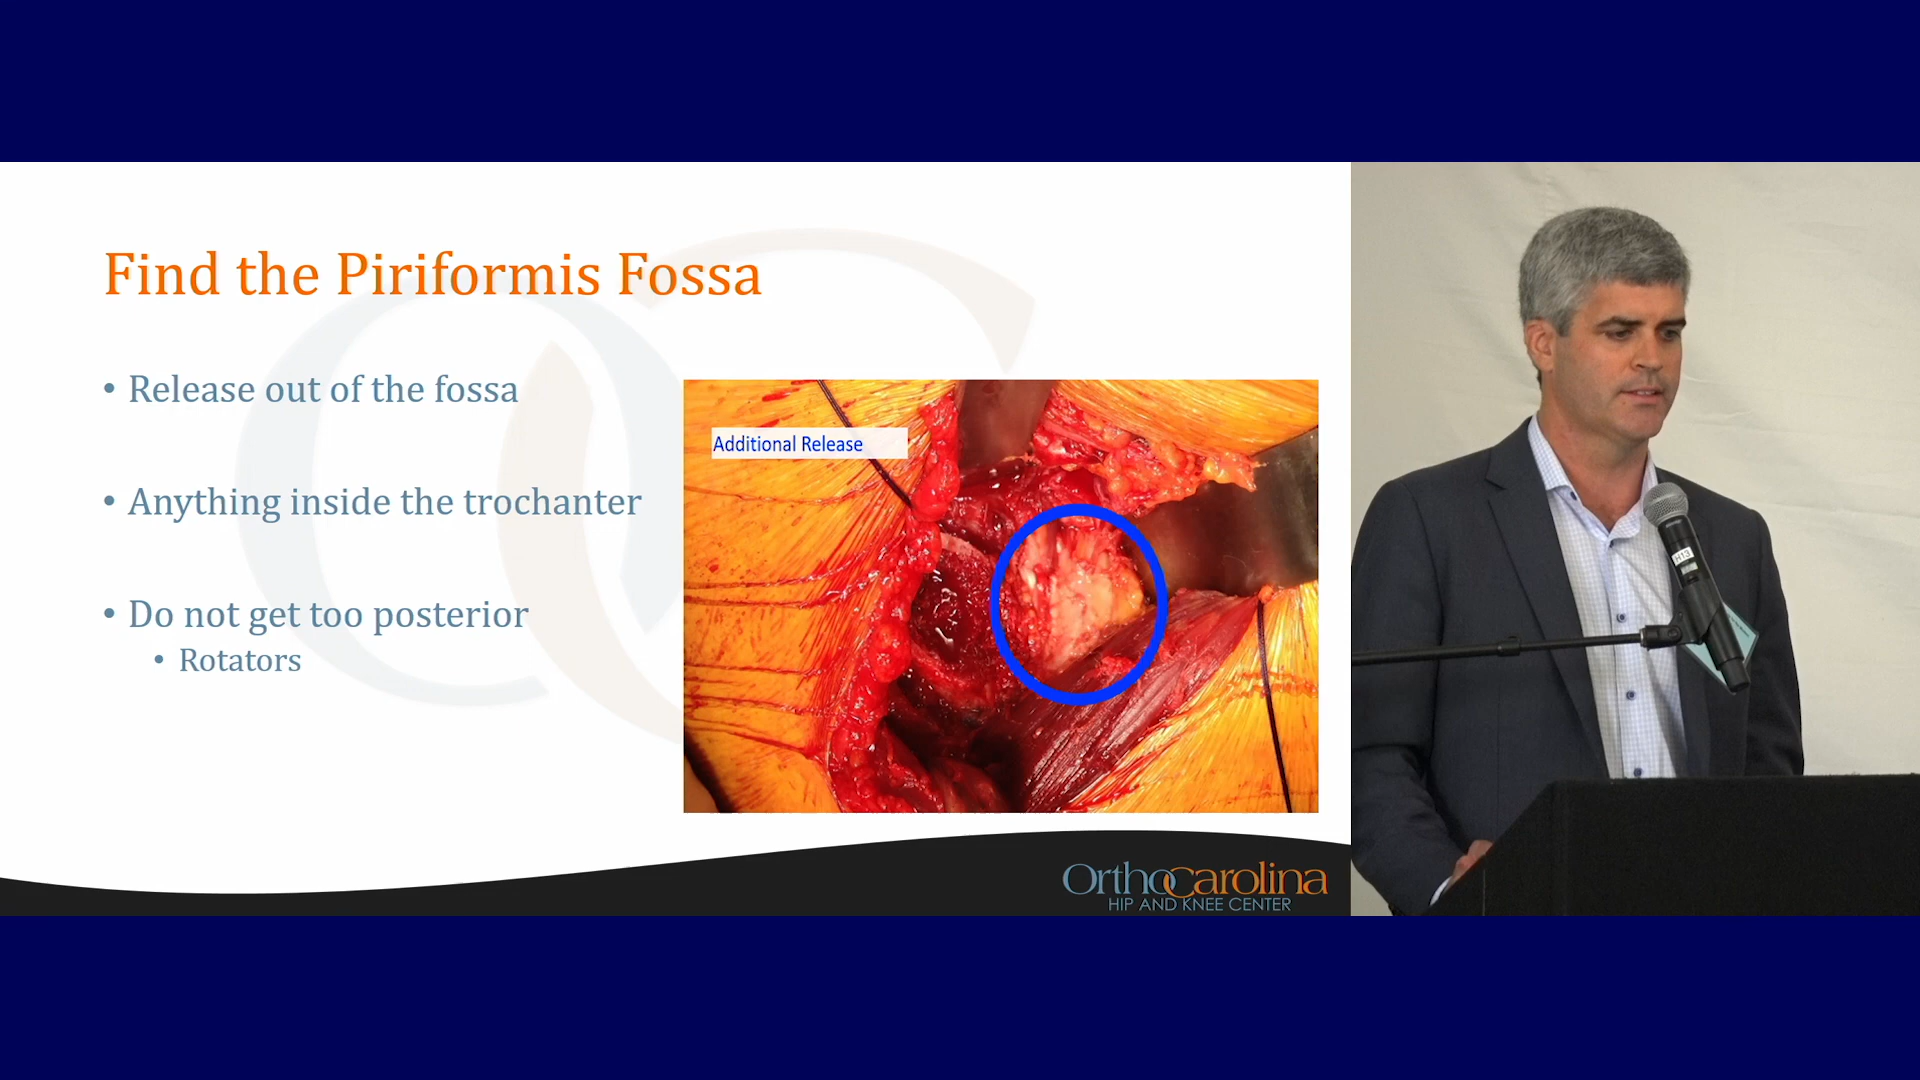 Find the Piriformis Fossa
• Release out of the fossa
• Anything inside the trochanter
• Do not get too posterior
• Rotators
Additional Release
OrthoCarolina
HIP AND KNEE CENTER
H13